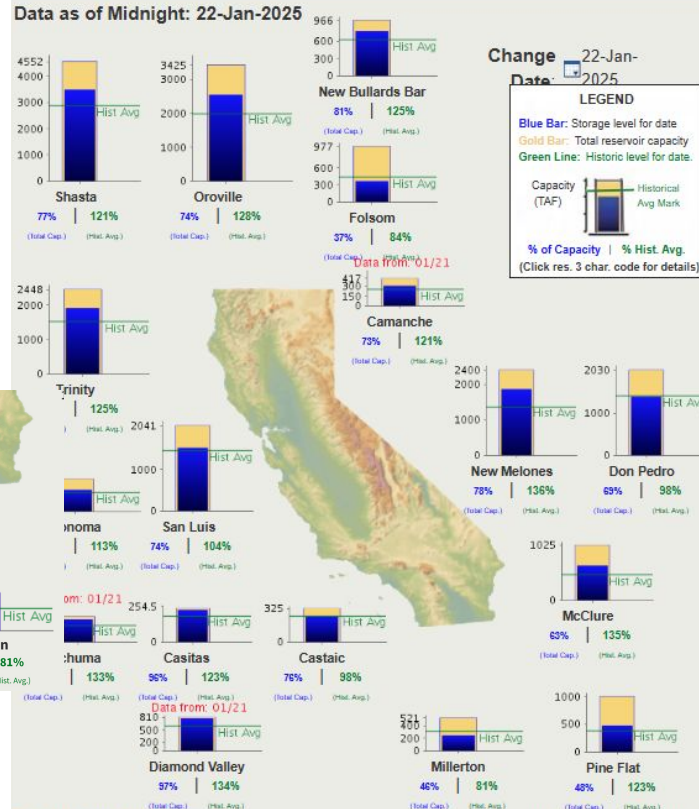 Data as of Midnight: 22-Jan-2025
Change Date:
22-Jan-2025
LEGEND
Blue Bar: Storage level for date
Gold Bar: Total reservoir capacity
Green Line: Historic level for date.
Capacity
(TAF)
Historical
Avg Mark
% of Capacity | % Hist. Avg.
(Click res. 3 char. code for details)
4552
4000
3000
2000
1000
0
Hist Avg
Shasta
77% | 121%
(Total Cap.) (Hist. Avg.)
3425
3000
2000
1000
0
Hist Avg
Oroville
74% | 128%
(Total Cap.) (Hist. Avg.)
966
600
300
0
Hist Avg
New Bullards Bar
81% | 125%
(Total Cap.) (Hist. Avg.)
977
600
300
0
Hist Avg
Folsom
37% | 84%
(Total Cap.) (Hist. Avg.)
Data from: 01/21
417
300
150
0
Hist Avg
Camanche
73% | 121%
(Total Cap.) (Hist. Avg.)
2448
2000
1000
0
Hist Avg
Trinity
| 125%
(Hist. Avg.)
2400
2000
1000
0
Hist Avg
New Melones
78% | 136%
(Total Cap.) (Hist. Avg.)
2030
1000
0
Hist Av
Don Pedro
69% | 98%
(Total Cap.) (Hist. Avg.)
Hist Avg
onoma
| 113%
(Hist. Avg.)
2041
1000
0
Hist Avg
San Luis
74% | 104%
(Total Cap.) (Hist. Avg.)
1025
0
Hist Avg
McClure
63% | 135%
(Total Cap.) (Hist. Avg.)
Hist Avg
n
81%
Hist. Avg.)
om: 01/21
Hist Avg
chuma
| 133%
(Total Cap.) (Hist. Avg.)
254.5
0
Hist Avg
Casitas
96% | 123%
(Total Cap.) (Hist. Avg.)
325
0
Hist Avg
Castaic
76% | 98%
(Total Cap.) (Hist. Avg.)
Data from: 01/21
810
500
200
0
Hist Avg
Diamond Valley
97% | 134%
(Total Cap.) (Hist. Avg.)
521
400
200
0
Hist Avg
Millerton
46% | 81%
(Total Cap.) (Hist. Avg.)
1000
500
0
Hist Avg
Pine Flat
48% | 123%
(Total Cap.) (Hist. Avg.)